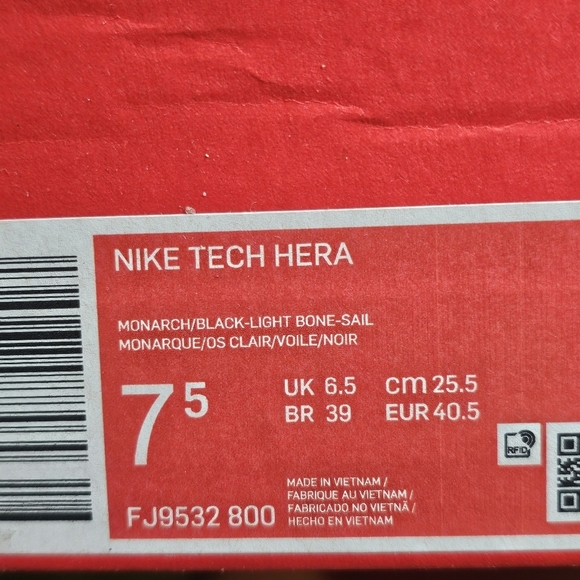 NIKE TECH HERA
MONARCH/BLACK-LIGHT BONE-SAIL
MONARQUE/OS CLAIR/VOILE/NOIR
7 5
UK 6.5 cm 25.5
BR 39 EUR 40.5
RFID
MADE IN VIETNAM /
FABRIQUE AU VIETNAM /
FABRICADO NO VIETNÃ /
HECHO EN VIETNAM
FJ9532 800